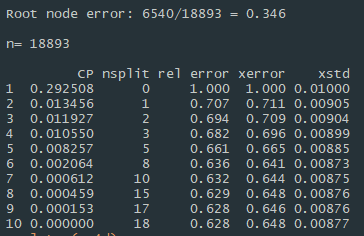 Root node error: 6540/18893 = 0.346
n= 18893
CP nsplit rel error xerror xstd
1 0.292508 0 1.000 1.000 0.01000
2 0.013456 1 0.707 0.711 0.00905
3 0.011927 2 0.694 0.709 0.00904
4 0.010550 3 0.682 0.696 0.00899
5 0.008257 5 0.661 0.665 0.00885
6 0.002064 8 0.636 0.641 0.00873
7 0.000612 10 0.632 0.644 0.00875
8 0.000459 15 0.629 0.648 0.00876
9 0.000153 17 0.628 0.646 0.00876
10 0.000000 18 0.628 0.648 0.00877